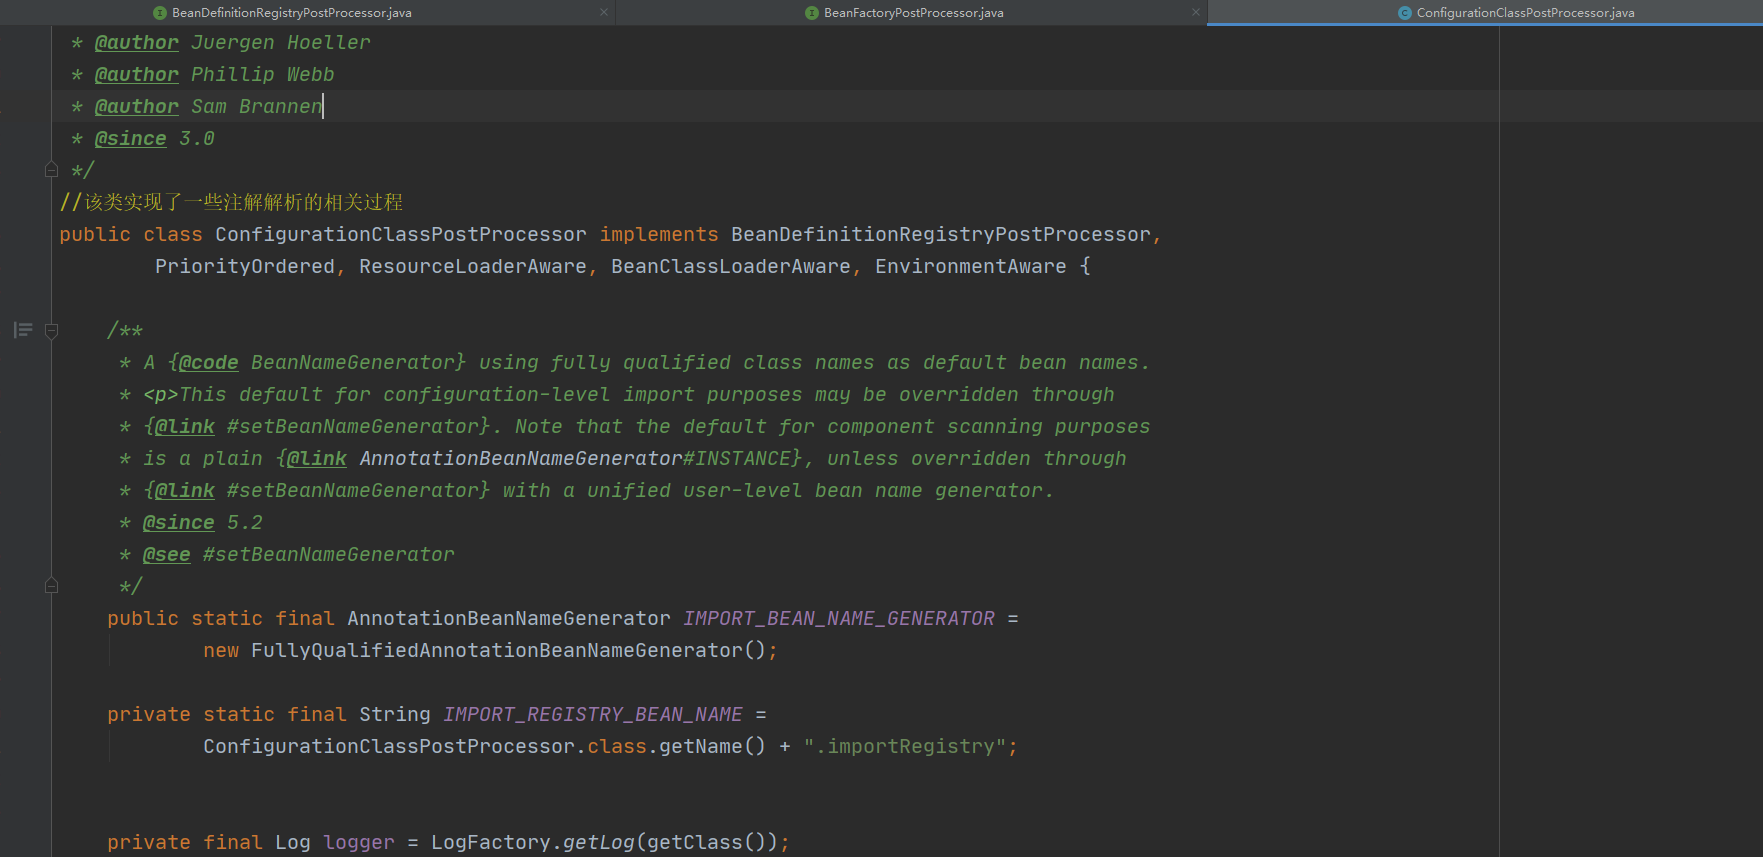 BeanDefinitionRegistryPostProcessor.java
BeanFactoryPostProcessor.java
ConfigurationClassPostProcessor.java
* @author Juergen Hoeller
* @author Phillip Webb
* @author Sam Brannen
* @since 3.0
*/
//该类实现了一些注解解析的相关过程
public class ConfigurationClassPostProcessor implements BeanDefinitionRegistryPostProcessor,
PriorityOrdered, ResourceLoaderAware, BeanClassLoaderAware, EnvironmentAware {
/**
* A {@code BeanNameGenerator} using fully qualified class names as default bean names.
* <p>This default for configuration-level import purposes may be overridden through
* {@link #setBeanNameGenerator}. Note that the default for component scanning purposes
* is a plain {@link AnnotationBeanNameGenerator#INSTANCE}, unless overridden through
* {@link #setBeanNameGenerator} with a unified user-level bean name generator.
* @since 5.2
* @see #setBeanNameGenerator
*/
public static final AnnotationBeanNameGenerator IMPORT_BEAN_NAME_GENERATOR =
new FullyQualifiedAnnotationBeanNameGenerator();
private static final String IMPORT_REGISTRY_BEAN_NAME =
ConfigurationClassPostProcessor.class.getName() + ".importRegistry";
private final Log logger = LogFactory.getLog(getClass());